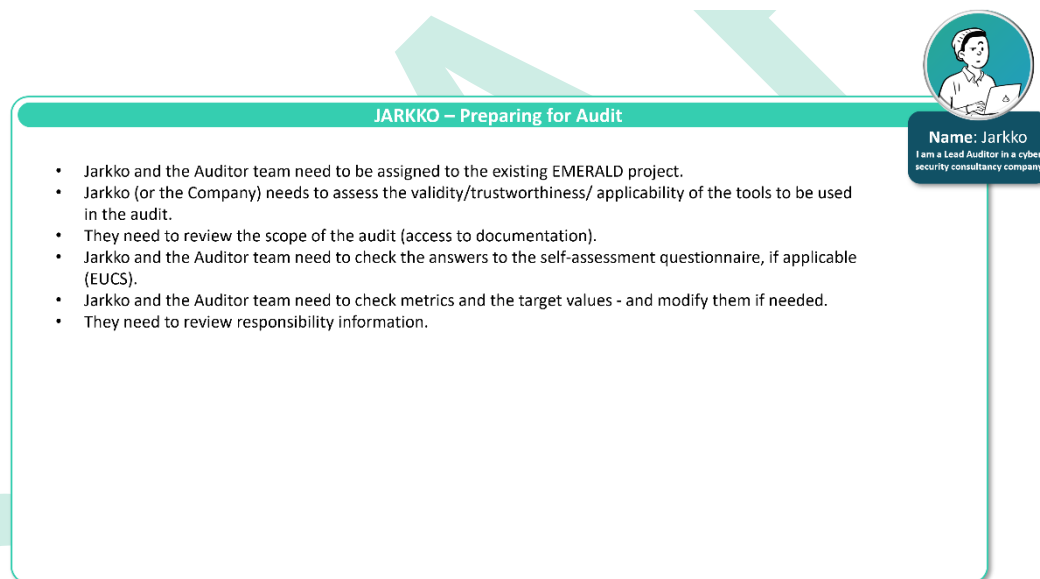 JARKKO – Preparing for Audit
Name: Jarkko
I am a Lead Auditor in a cyber
security consultancy company
• Jarkko and the Auditor team need to be assigned to the existing EMERALD project.
• Jarkko (or the Company) needs to assess the validity/trustworthiness/ applicability of the tools to be used
in the audit.
• They need to review the scope of the audit (access to documentation).
• Jarkko and the Auditor team need to check the answers to the self-assessment questionnaire, if applicable
(EUCS).
• Jarkko and the Auditor team need to check metrics and the target values - and modify them if needed.
• They need to review responsibility information.